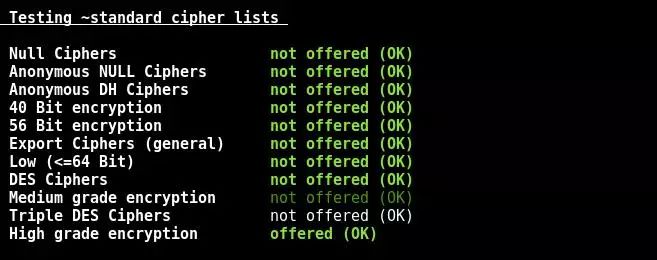 Testing ~standard cipher lists
Null Ciphers not offered (OK)
Anonymous NULL Ciphers not offered (OK)
Anonymous DH Ciphers not offered (OK)
40 Bit encryption not offered (OK)
56 Bit encryption not offered (OK)
Export Ciphers (general) not offered (OK)
Low (<=64 Bit) not offered (OK)
DES Ciphers not offered (OK)
Medium grade encryption not offered (OK)
Triple DES Ciphers not offered (OK)
High grade encryption offered (OK)